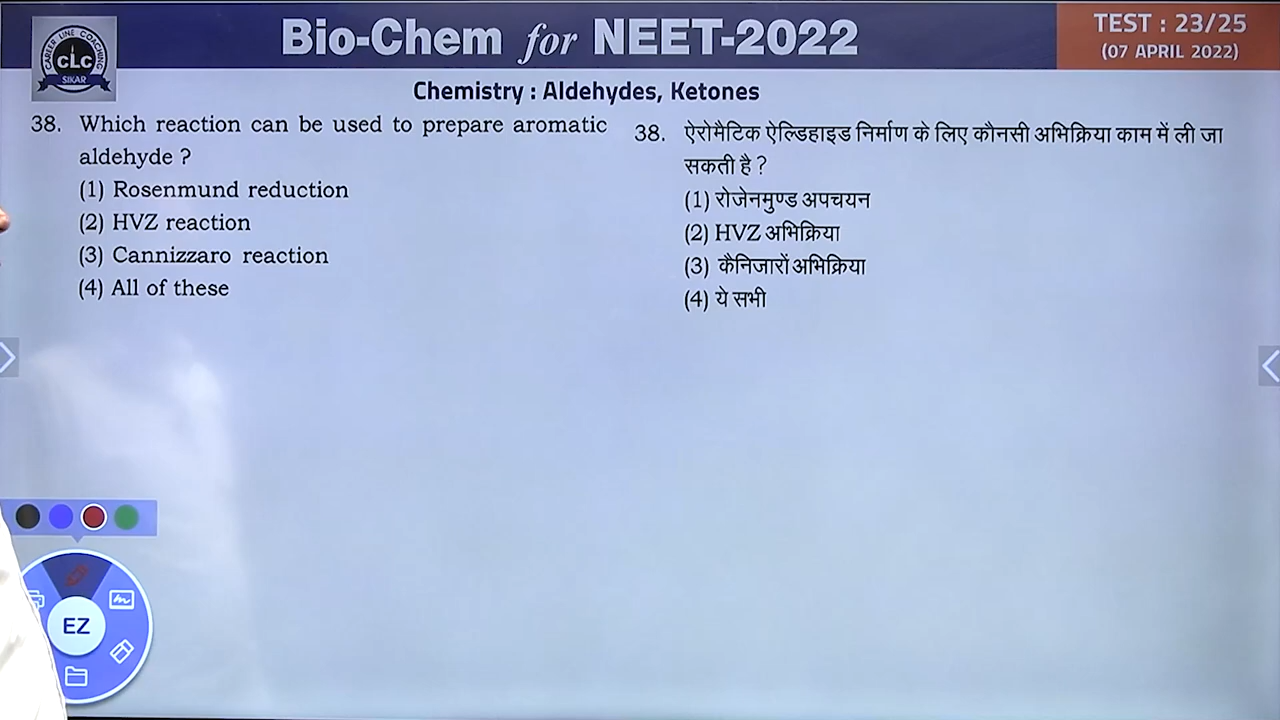 Bio-Chem for NEET-2022
TEST : 23/25
(07 APRIL 2022)
CAREER LINE COACHING
CLC
SIKAR
Chemistry : Aldehydes, Ketones
38. Which reaction can be used to prepare aromatic
aldehyde ?
(1) Rosenmund reduction
(2) HVZ reaction
(3) Cannizzaro reaction
(4) All of these
38. ऐरोमैटिक ऐल्डिहाइड निर्माण के लिए कौनसी अभिक्रिया काम में ली जा
सकती है ?
(1) रोजेनमुण्ड अपचयन
(2) HVZ अभिक्रिया
(3) कैनिजारों अभिक्रिया
(4) ये सभी
EZ